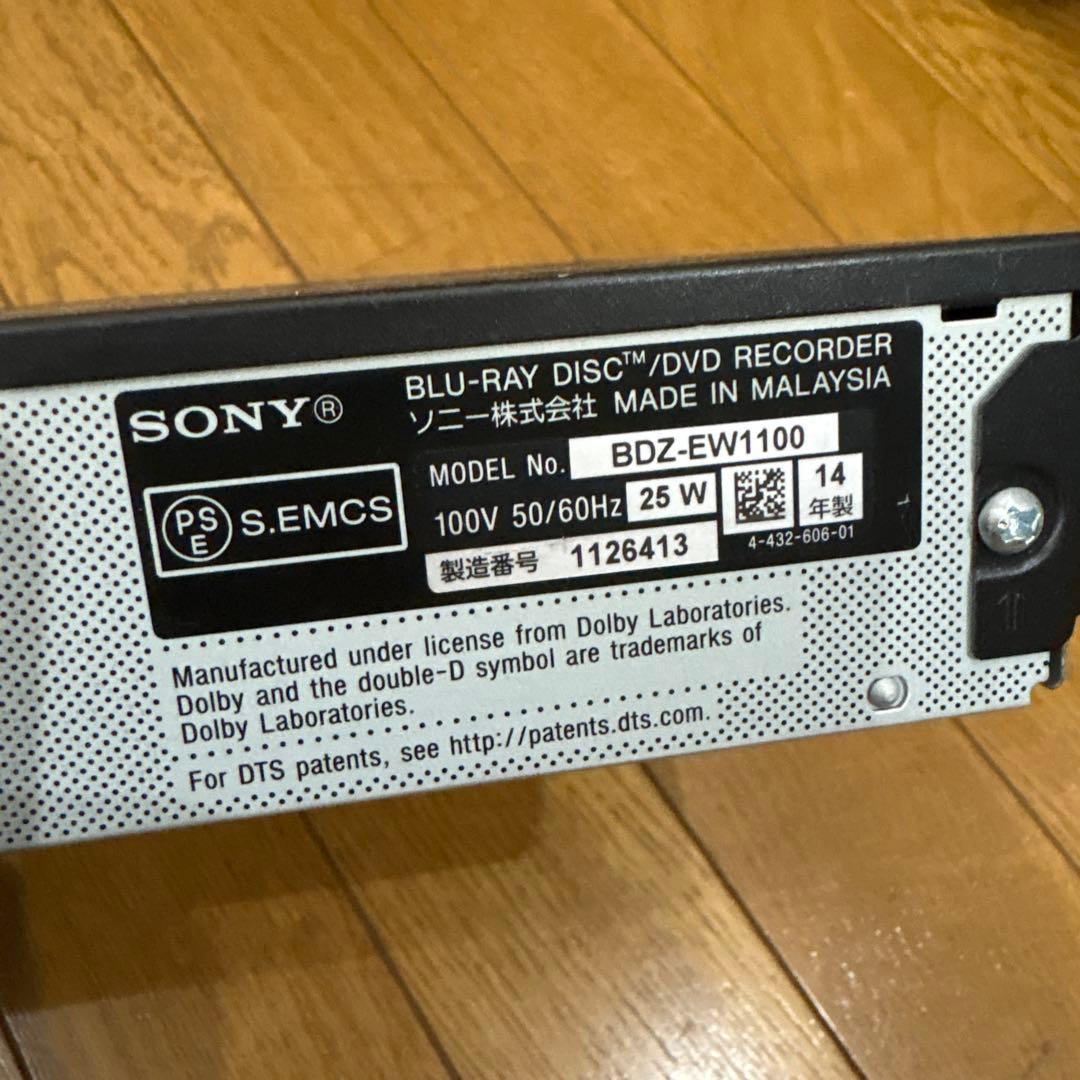 SONY®
BLU-RAY DISC™/DVD RECORDER
ソニー株式会社 MADE IN MALAYSIA
MODEL No. BDZ-EW1100
100V 50/60Hz 25 W
14
年製
PSE S.EMCS
製造番号 1126413
4-432-606-01
Manufactured under license from Dolby Laboratories.
Dolby and the double-D symbol are trademarks of
Dolby Laboratories.
For DTS patents, see http://patents.dts.com.